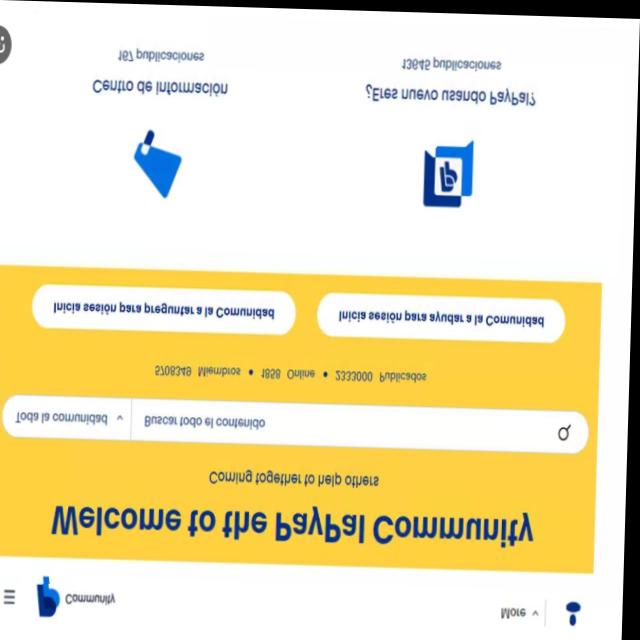 Community
More
Welcome to the PayPal Community
Coming together to help others
Toda la comunidad
Buscar todo el contenido
5708349 Miembros • 1858 Online • 2333000 Publicados
Inicia sesión para preguntar a la Comunidad
Inicia sesión para ayudar a la Comunidad
Centro de información
167 publicaciones
¿Eres nuevo usando PayPal?
13645 publicaciones